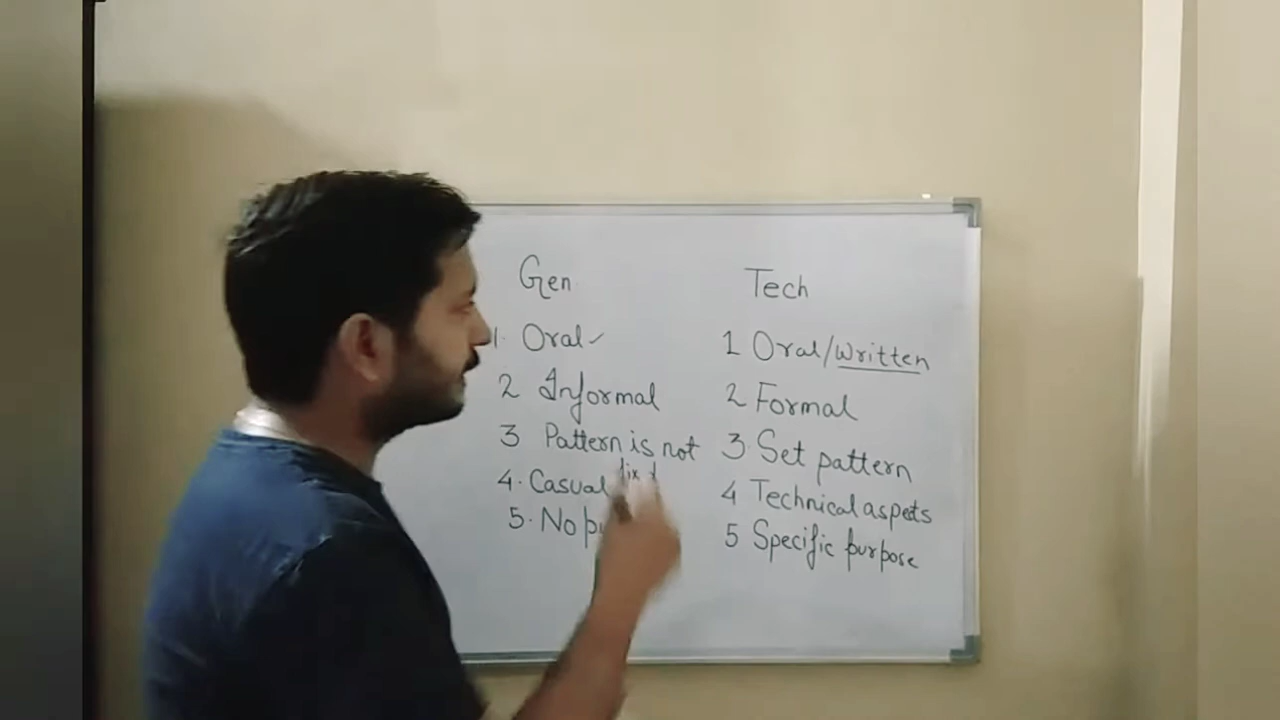 Gen
1. Oral
2 Informal
3 Pattern is not
4. Casual
5. No
Tech
1 Oral/written
2 Formal
3 Set pattern
4 Technical aspets
5 Specific purpose